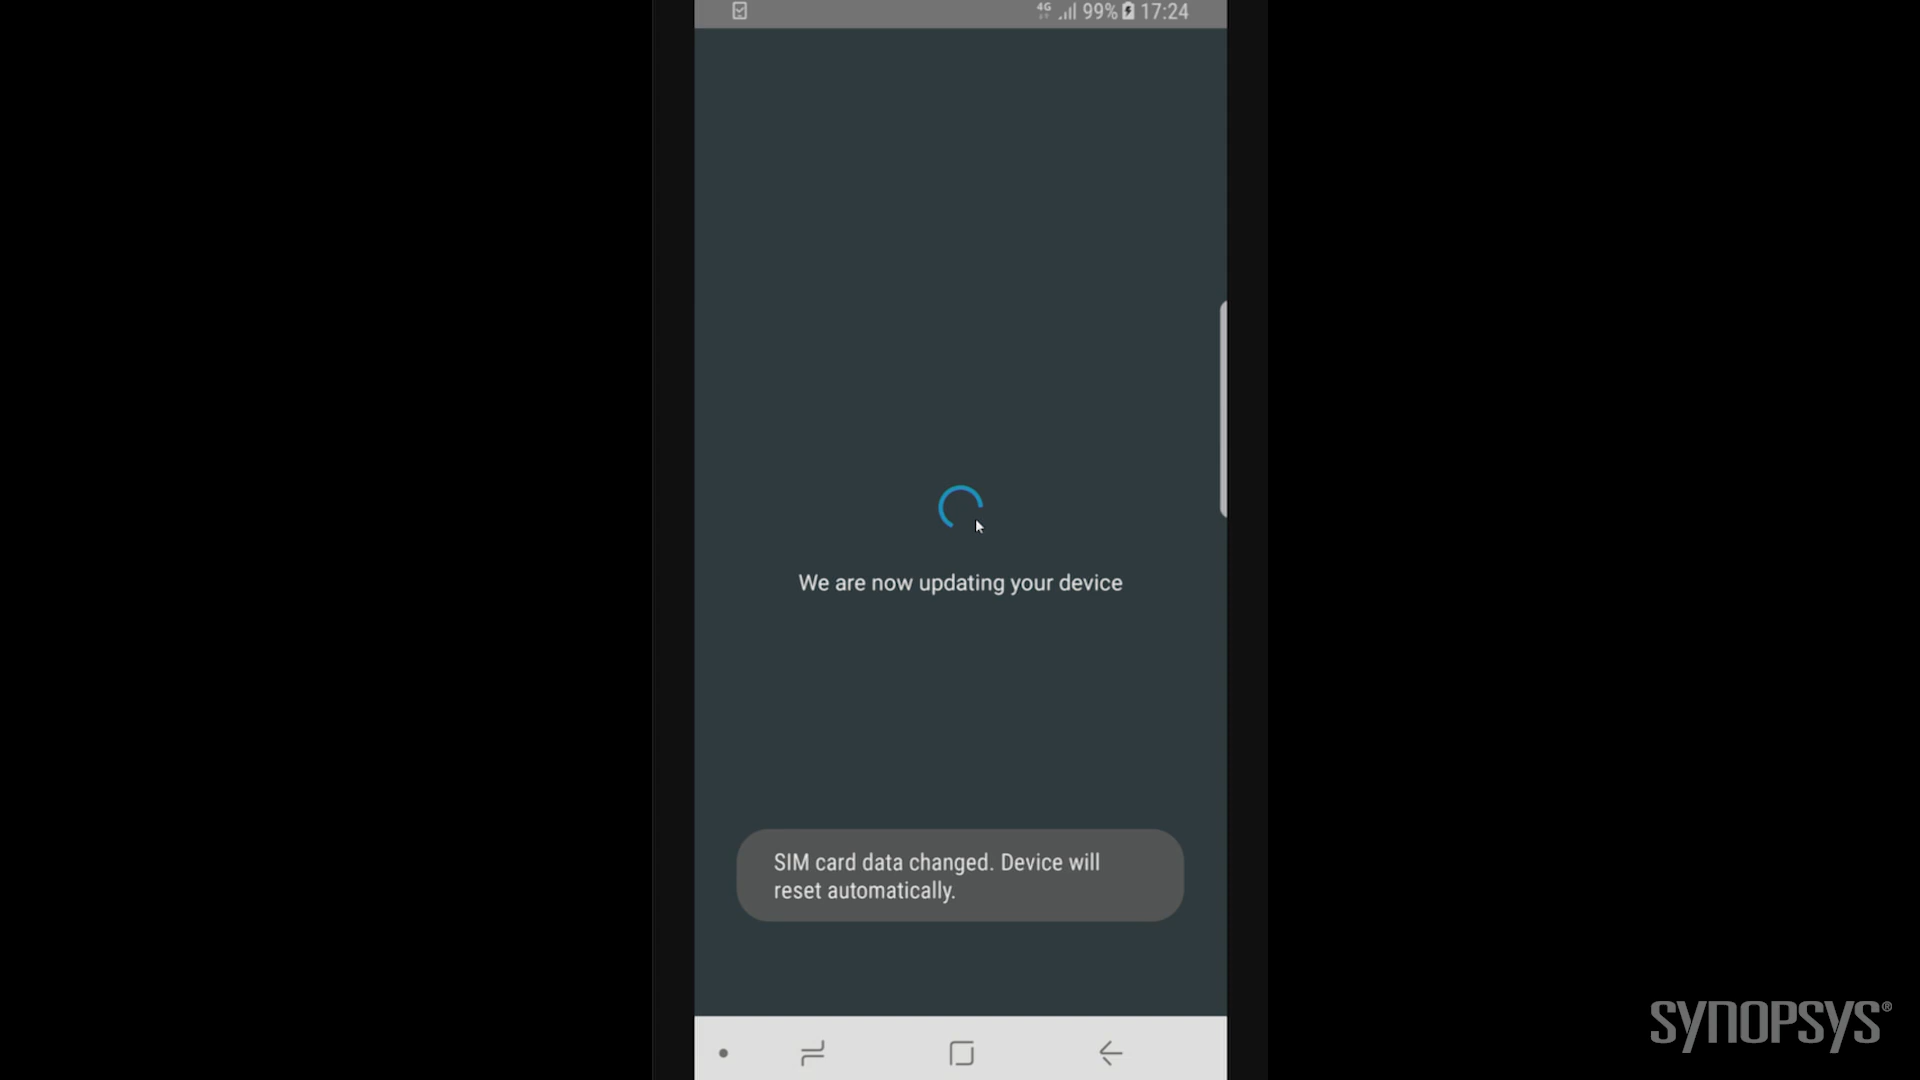 4G 99% 17:24
We are now updating your device
SIM card data changed. Device will
reset automatically.
SYNOPSYS®